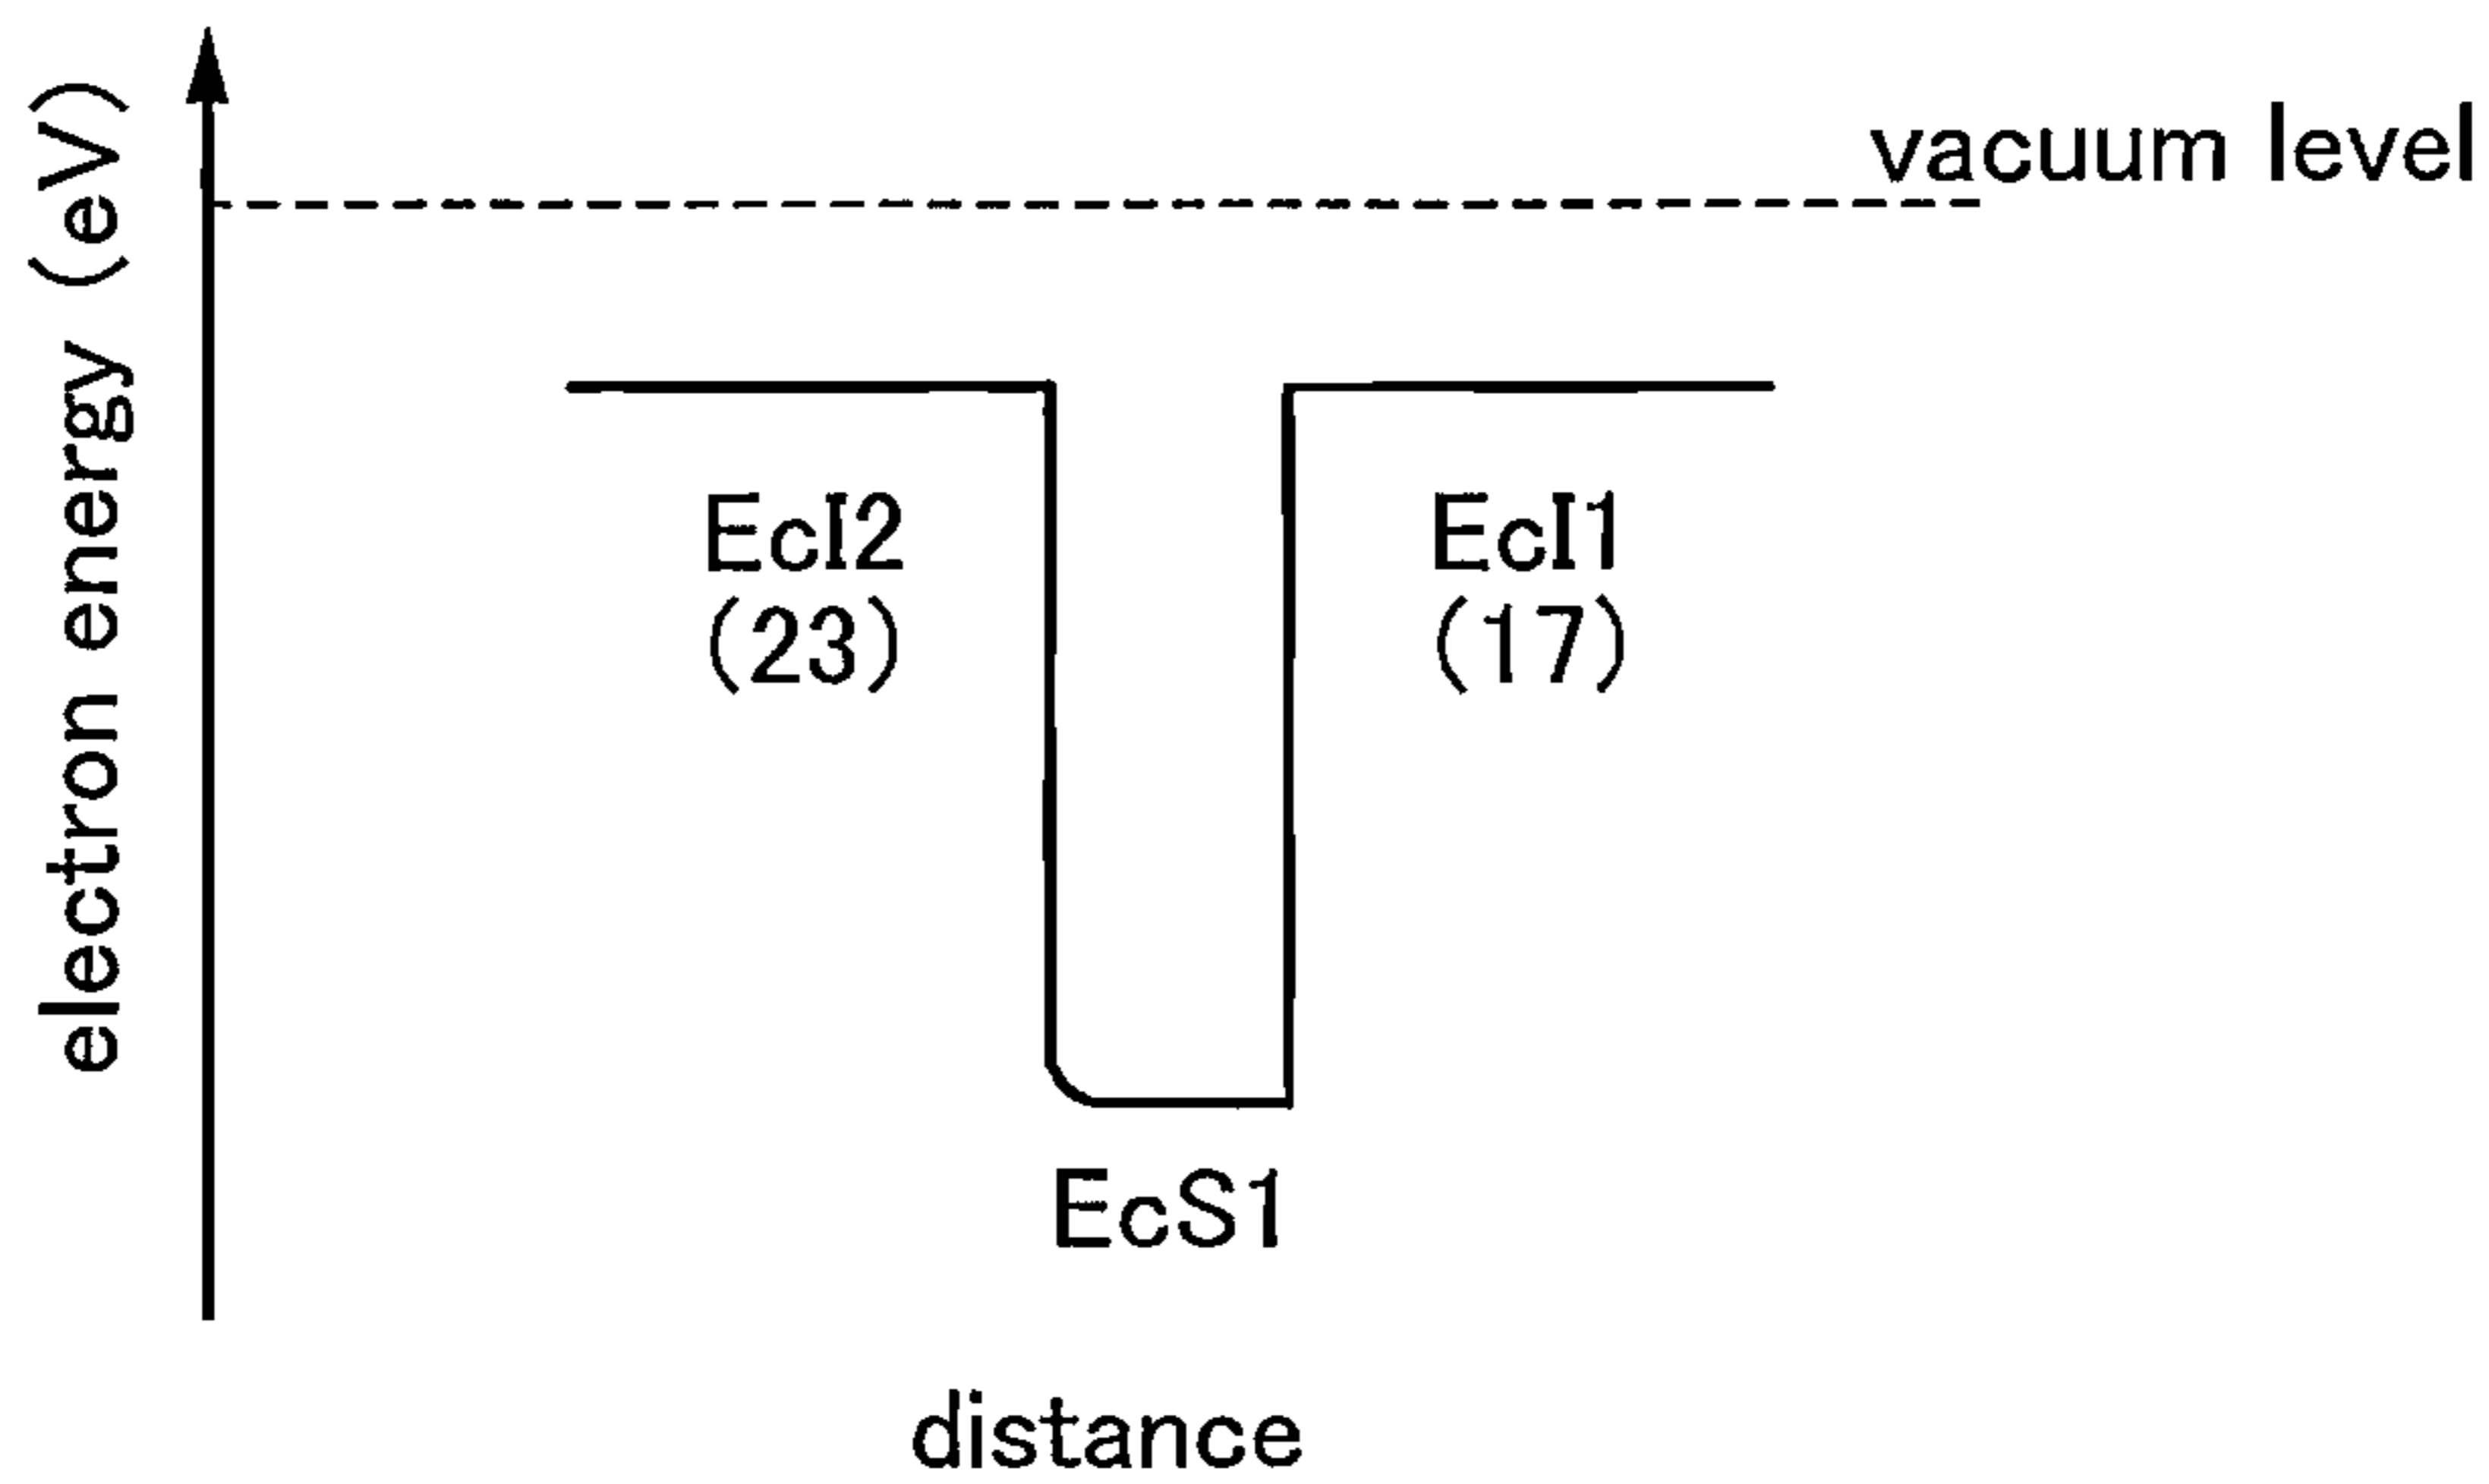 electron energy (eV)
vacuum level
EcI2
(23)
EcI1
(17)
EcS1
distance